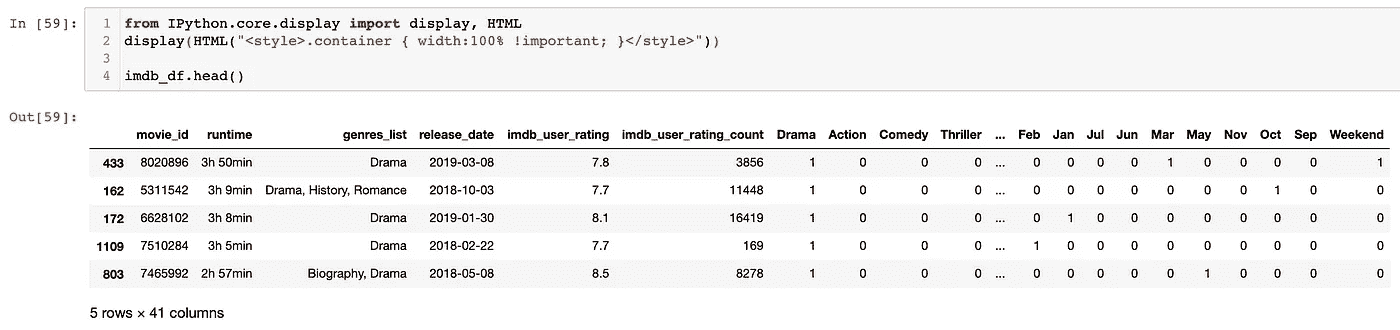 In [59]:
1 from IPython.core.display import display, HTML
2 display(HTML("<style>.container { width:100% !important; }</style>"))
3
4 imdb_df.head()
Out[59]:
movie_id runtime genres_list release_date imdb_user_rating imdb_user_rating_count Drama Action Comedy Thriller ... Feb Jan Jul Jun Mar May Nov Oct Sep Weekend
433 8020896 3h 50min Drama 2019-03-08 7.8 3856 1 0 0 0 ... 0 0 0 0 1 0 0 0 0 1
162 5311542 3h 9min Drama, History, Romance 2018-10-03 7.7 11448 1 0 0 0 ... 0 0 0 0 0 0 0 1 0 0
172 6628102 3h 8min Drama 2019-01-30 8.1 16419 1 0 0 0 ... 0 1 0 0 0 0 0 0 0 0
1109 7510284 3h 5min Drama 2018-02-22 7.7 169 1 0 0 0 ... 1 0 0 0 0 0 0 0 0 0
803 7465992 2h 57min Biography, Drama 2018-05-08 8.5 8278 1 0 0 0 ... 0 0 0 0 0 1 0 0 0 0
5 rows × 41 columns